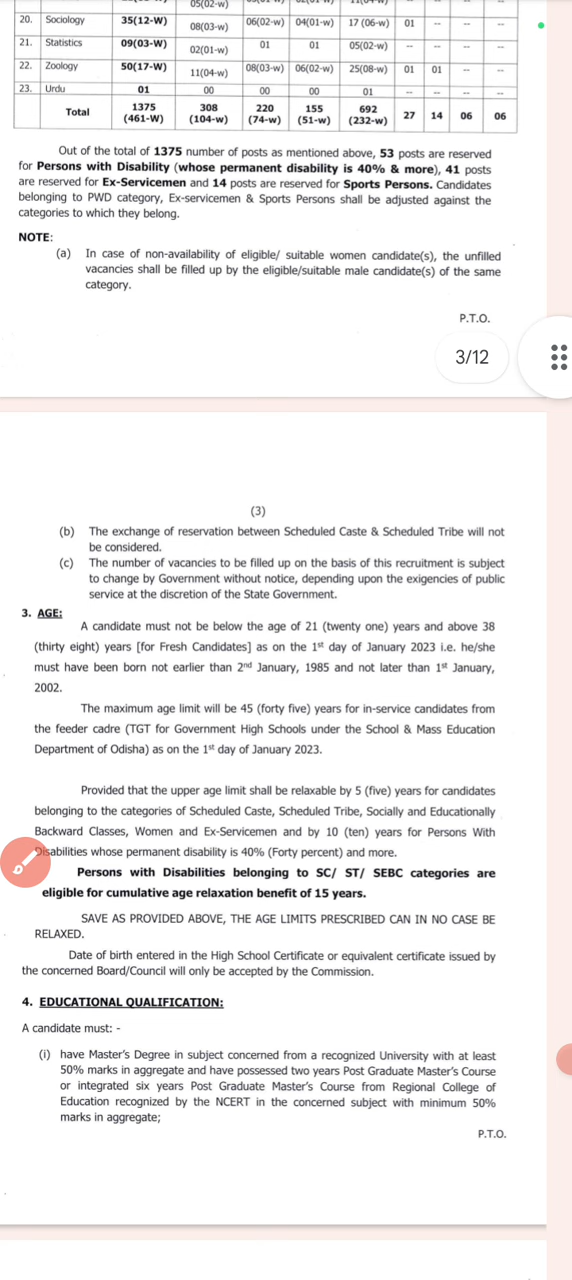 05(02-w)
20. Sociology 35(12-W) 08(03-w) 06(02-w) 04(01-w) 17 (06-w) 01 -- -- --
21. Statistics 09(03-W) 02(01-w) 01 01 05(02-w) -- -- -- --
22. Zoology 50(17-W) 11(04-w) 08(03-w) 06(02-w) 25(08-w) 01 01 -- --
23. Urdu 01 00 00 00 01 -- -- -- --
Total 1375 308 220 155 692 27 14 06 06
(461-W) (104-w) (74-w) (51-w) (232-w)
Out of the total of 1375 number of posts as mentioned above, 53 posts are reserved
for Persons with Disability (whose permanent disability is 40% & more), 41 posts
are reserved for Ex-Servicemen and 14 posts are reserved for Sports Persons. Candidates
belonging to PWD category, Ex-servicemen & Sports Persons shall be adjusted against the
categories to which they belong.
NOTE:
(a) In case of non-availability of eligible/ suitable women candidate(s), the unfilled
vacancies shall be filled up by the eligible/suitable male candidate(s) of the same
category.
P.T.O.
3/12
(3)
(b) The exchange of reservation between Scheduled Caste & Scheduled Tribe will not
be considered.
(c) The number of vacancies to be filled up on the basis of this recruitment is subject
to change by Government without notice, depending upon the exigencies of public
service at the discretion of the State Government.
3. AGE:
A candidate must not be below the age of 21 (twenty one) years and above 38
(thirty eight) years [for Fresh Candidates] as on the 1st day of January 2023 i.e. he/she
must have been born not earlier than 2nd January, 1985 and not later than 1st January,
2002.
The maximum age limit will be 45 (forty five) years for in-service candidates from
the feeder cadre (TGT for Government High Schools under the School & Mass Education
Department of Odisha) as on the 1st day of January 2023.
Provided that the upper age limit shall be relaxable by 5 (five) years for candidates
belonging to the categories of Scheduled Caste, Scheduled Tribe, Socially and Educationally
Backward Classes, Women and Ex-Servicemen and by 10 (ten) years for Persons With
Disabilities whose permanent disability is 40% (Forty percent) and more.
Persons with Disabilities belonging to SC/ ST/ SEBC categories are
eligible for cumulative age relaxation benefit of 15 years.
SAVE AS PROVIDED ABOVE, THE AGE LIMITS PRESCRIBED CAN IN NO CASE BE
RELAXED.
Date of birth entered in the High School Certificate or equivalent certificate issued by
the concerned Board/Council will only be accepted by the Commission.
4. EDUCATIONAL QUALIFICATION:
A candidate must: -
(i) have Master's Degree in subject concerned from a recognized University with at least
50% marks in aggregate and have possessed two years Post Graduate Master's Course
or integrated six years Post Graduate Master's Course from Regional College of
Education recognized by the NCERT in the concerned subject with minimum 50%
marks in aggregate;
P.T.O.